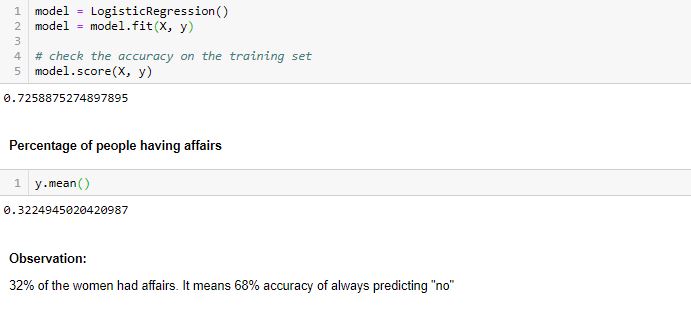 1 model = LogisticRegression()
2 model = model.fit(X, y)
3
4 # check the accuracy on the training set
5 model.score(X, y)
0.7258875274897895
Percentage of people having affairs
1 y.mean()
0.3224945020420987
Observation:
32% of the women had affairs. It means 68% accuracy of always predicting "no"